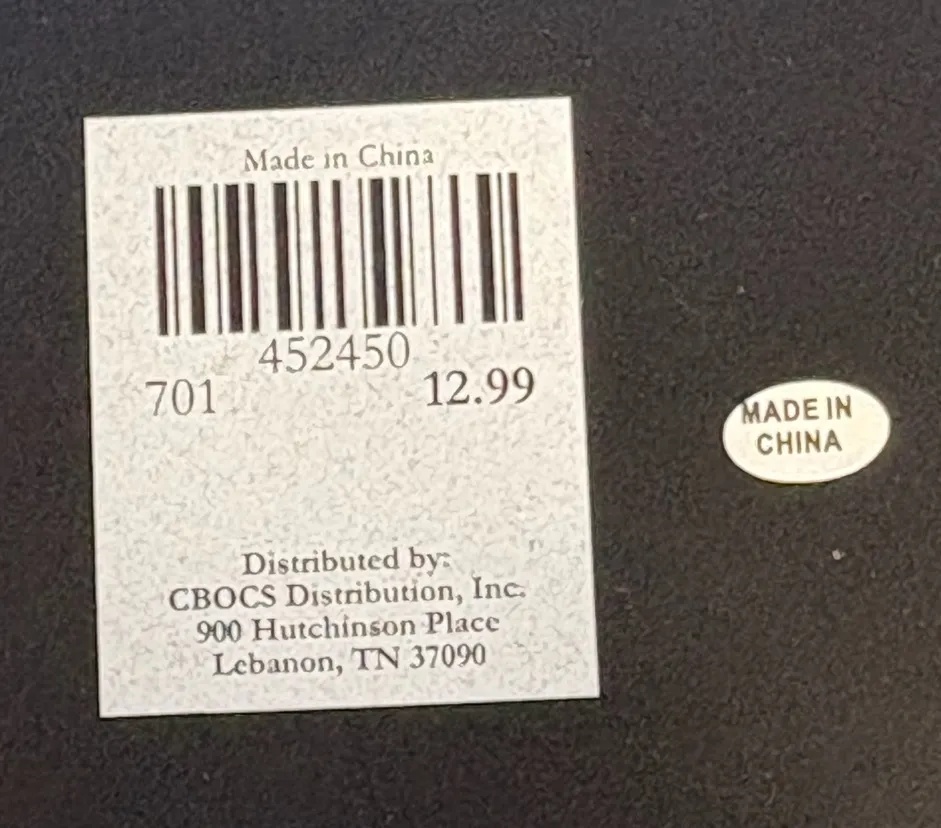 Made in China
452450
701
12.99
Distributed by:
CBOCS Distribution, Inc.
900 Hutchinson Place
Lebanon, TN 37090
MADE IN
CHINA